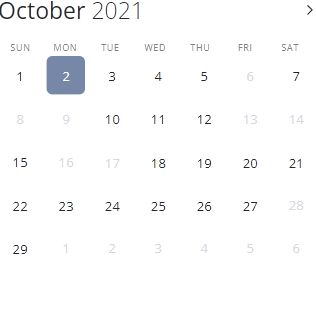 October 2021
SUN MON TUE WED THU FRI SAT
1 2 3 4 5 6 7
8 9 10 11 12 13 14
15 16 17 18 19 20 21
22 23 24 25 26 27 28
29 1 2 3 4 5 6